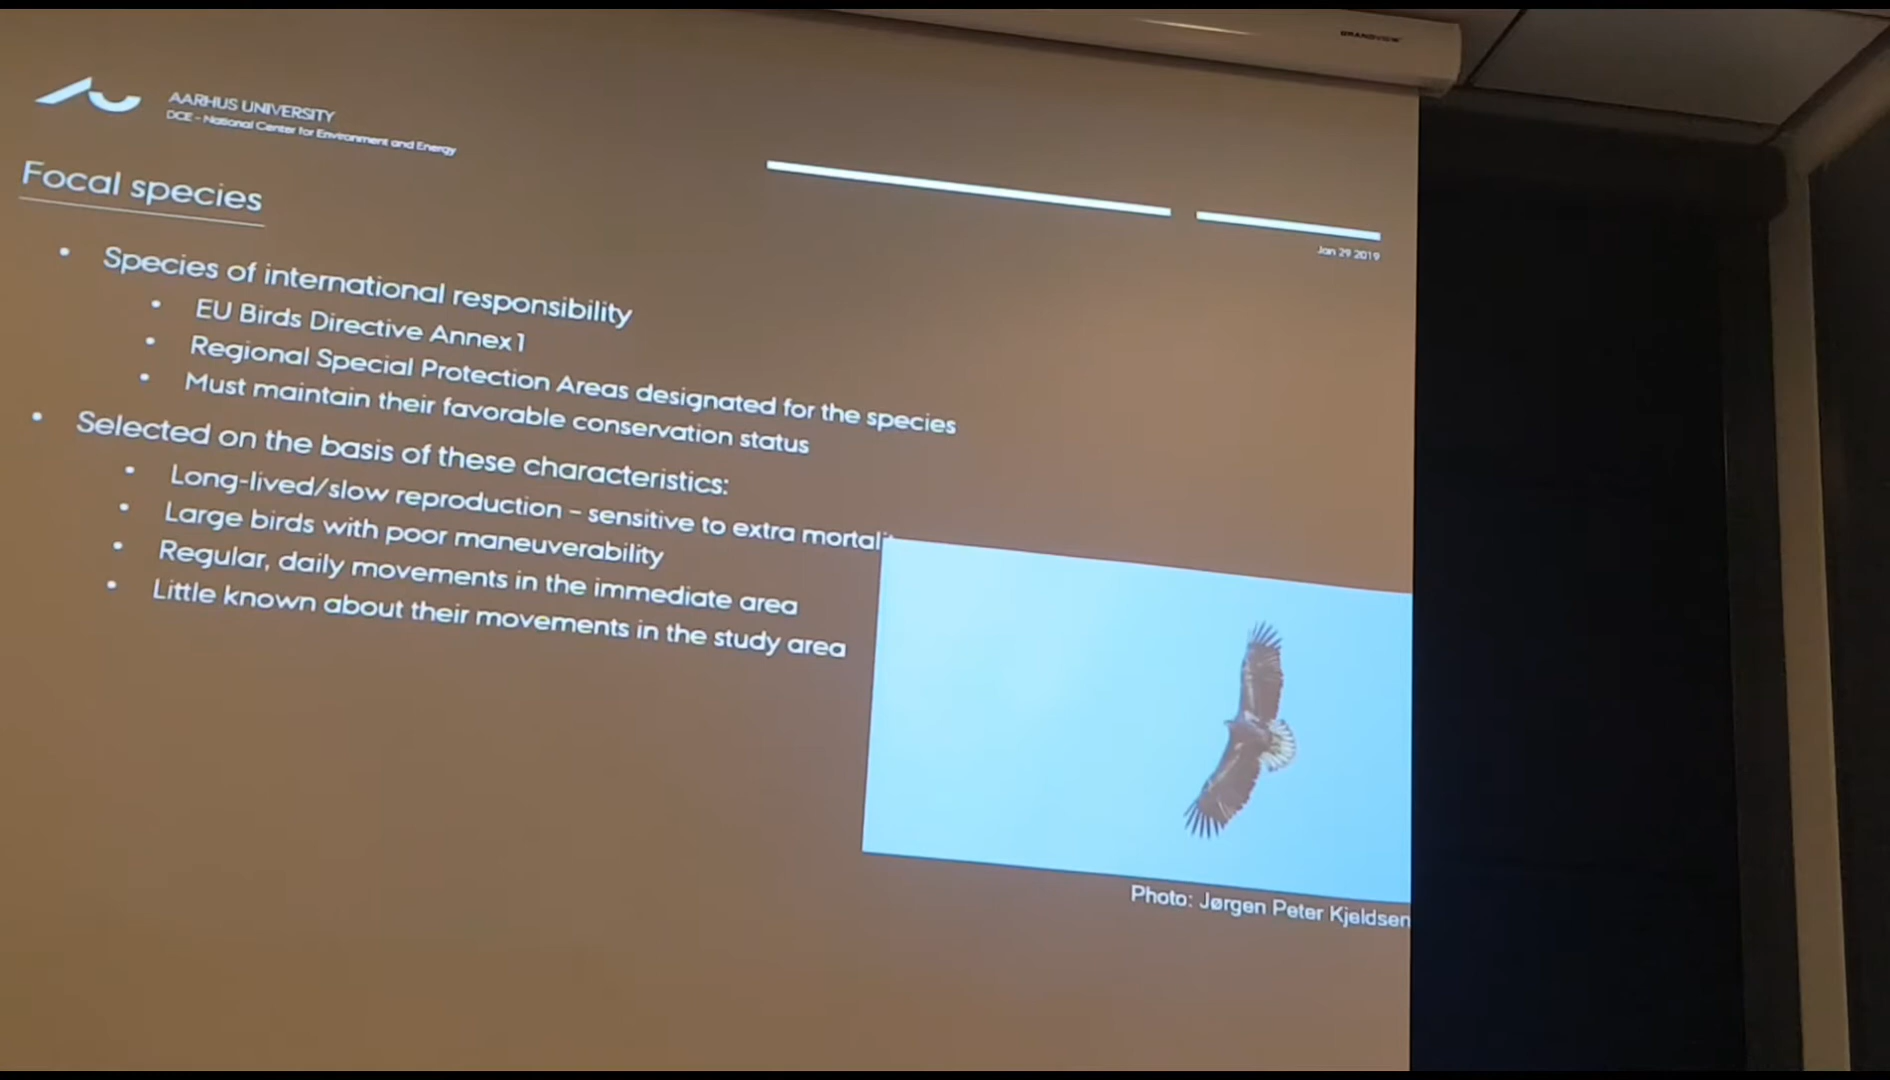 GRANDVIEW
AARHUS UNIVERSITY
DCE - National Center for Environment and Energy
Focal species
Jan 29 2019
• Species of international responsibility
• EU Birds Directive Annex1
• Regional Special Protection Areas designated for the species
• Must maintain their favorable conservation status
• Selected on the basis of these characteristics:
• Long-lived/slow reproduction – sensitive to extra
• Large birds with poor maneuverability
• Regular, daily movements in the immediate area
• Little known about their movements in the study area
Photo: Jørgen Peter Kjeldsen